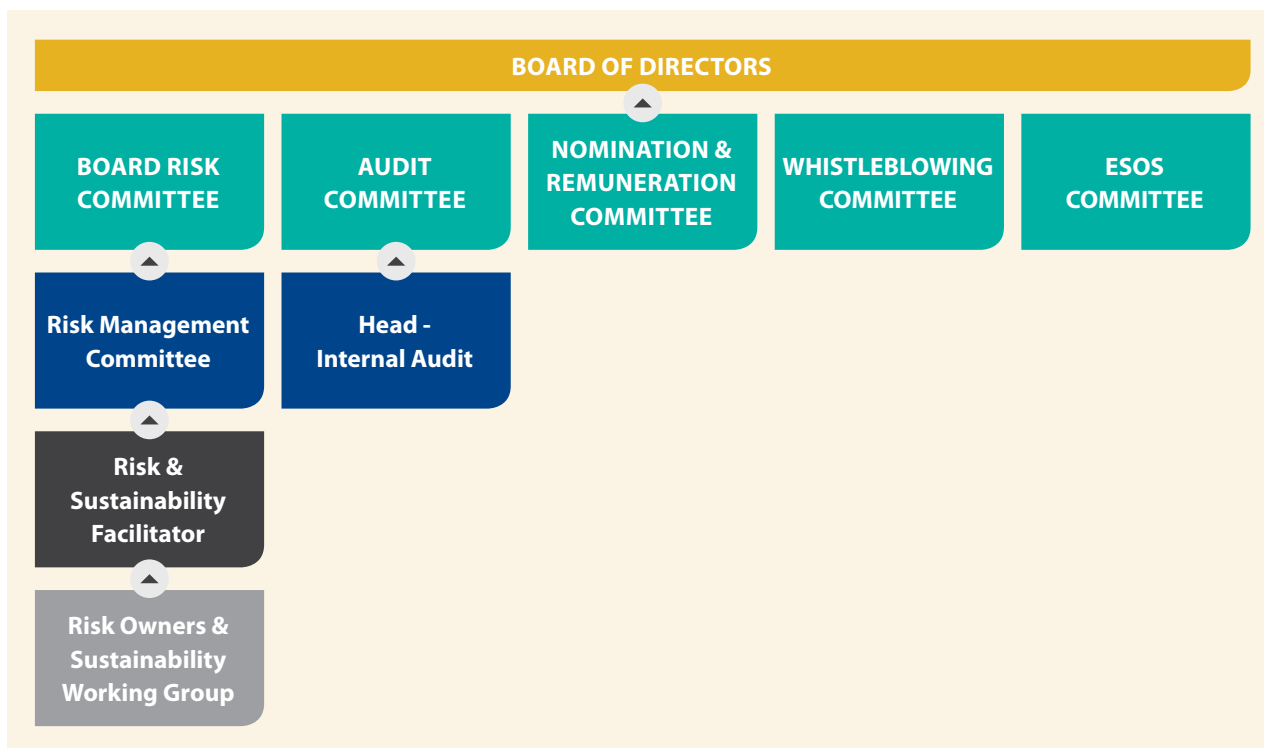 BOARD OF DIRECTORS
BOARD RISK
COMMITTEE
AUDIT
COMMITTEE
NOMINATION &
REMUNERATION
COMMITTEE
WHISTLEBLOWING
COMMITTEE
ESOS
COMMITTEE
Risk Management
Committee
Head -
Internal Audit
Risk &
Sustainability
Facilitator
Risk Owners &
Sustainability
Working Group